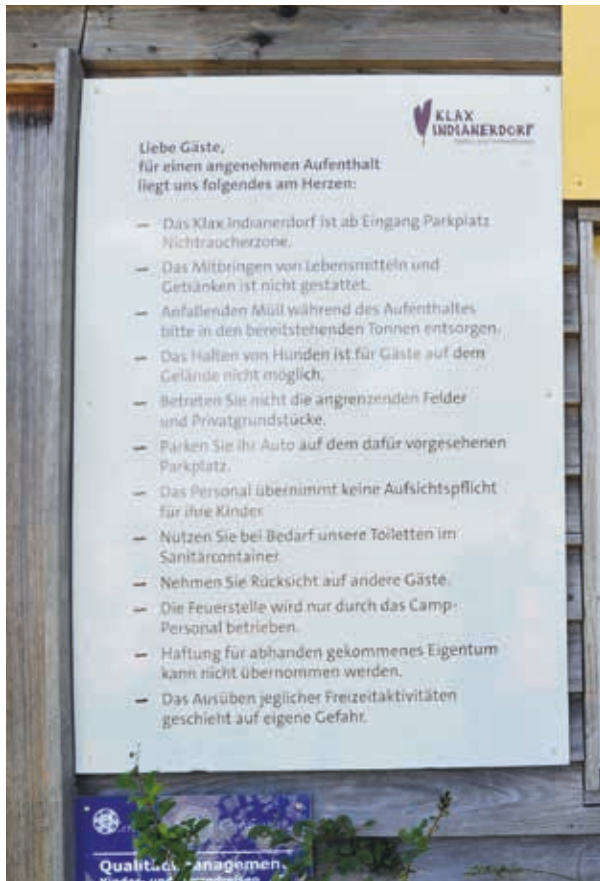 KLAX
INDIANERDORF
Liebe Gäste,
für einen angenehmen Aufenthalt
liegt uns folgendes am Herzen:
– Das Klax Indianerdorf ist ab Eingang Parkplatz
Nichtraucherzone.
– Das Mitbringen von Lebensmitteln und
Getränken ist nicht gestattet.
– Anfallenden Müll während des Aufenthaltes
bitte in den bereitstehenden Tonnen entsorgen.
– Das Halten von Hunden ist für Gäste auf dem
Gelände nicht möglich.
– Betreten Sie nicht die angrenzenden Felder
und Privatgrundstücke.
– Parken Sie Ihr Auto auf dem dafür vorgesehenen
Parkplatz.
– Das Personal übernimmt keine Aufsichtspflicht
für ihre Kinder.
– Nutzen Sie bei Bedarf unsere Toiletten im
Sanitärcontainer.
– Nehmen Sie Rücksicht auf andere Gäste.
– Die Feuerstelle wird nur durch das Camp-
Personal betrieben.
– Haftung für abhanden gekommenes Eigentum
kann nicht übernommen werden.
– Das Ausüben jeglicher Freizeitaktivitäten
geschieht auf eigene Gefahr.
Kinder- und